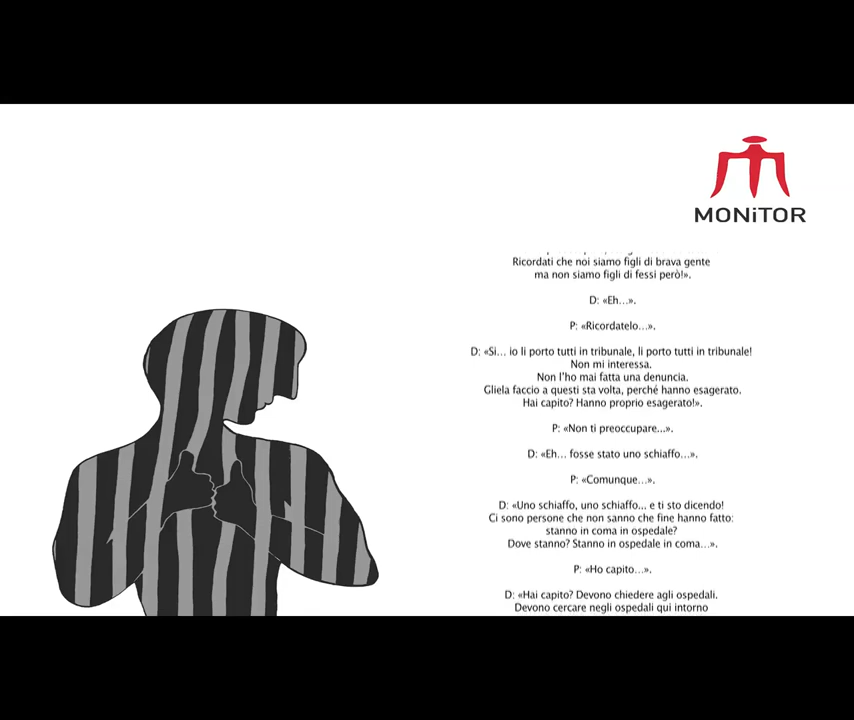 MONiTOR
Ricordati che noi siamo figli di brava gente
ma non siamo figli di fessi però!».
D: «Eh...».
P: «Ricordatelo...».
D: «Si... io li porto tutti in tribunale, li porto tutti in tribunale!
Non mi interessa.
Non l'ho mai fatta una denuncia.
Gliela faccio a questi sta volta, perché hanno esagerato.
Hai capito? Hanno proprio esagerato!».
P: «Non ti preoccupare...».
D: «Eh... fosse stato uno schiaffo...».
P: «Comunque...».
D: «Uno schiaffo, uno schiaffo... e ti sto dicendo!
Ci sono persone che non sanno che fine hanno fatto:
stanno in coma in ospedale?
Dove stanno? Stanno in ospedale in coma...».
P: «Ho capito...».
D: «Hai capito? Devono chiedere agli ospedali.
Devono cercare negli ospedali qui intorno